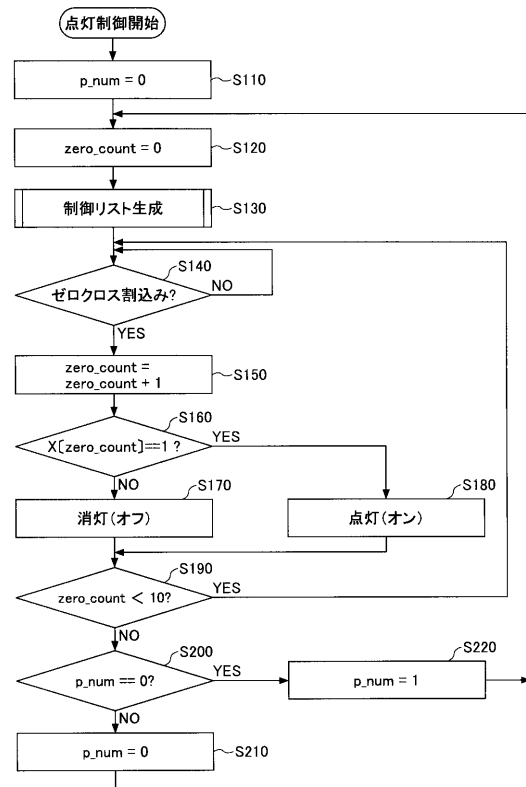 点灯制御開始
p_num = 0
S110
zero_count = 0
S120
制御リスト生成
S130
S140
ゼロクロス割込み?
NO
YES
zero_count =
zero_count + 1
S150
S160
X[zero_count]==1 ?
YES
NO
S170
S180
消灯(オフ)
点灯(オン)
S190
zero_count < 10?
YES
NO
S200
S220
p_num == 0?
YES
p_num = 1
NO
p_num = 0
S210